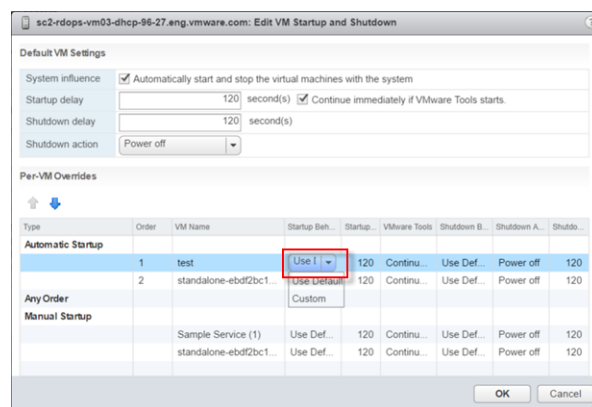 sc2-rdops-vm03-dhcp-96-27.eng.vmware.com: Edit VM Startup and Shutdown
Default VM Settings
System influence Automatically start and stop the virtual machines with the system
Startup delay 120 second(s) Continue immediately if VMware Tools starts.
Shutdown delay 120 second(s)
Shutdown action Power off
Per-VM Overrides
Type Order VM Name Startup Beh... Startup... VMware Tools Shutdown B... Shutdown A... Shutdo...
Automatic Startup
1 test Use 120 Continu... Use Def... Power off 120
2 standalone-ebdf2bc1... Use Default 120 Continu... Use Def... Power off 120
Any Order Custom
Manual Startup
Sample Service (1) Use Def... 120 Continu... Use Def... Power off 120
standalone-ebdf2bc1... Use Def... 120 Continu... Use Def... Power off 120
OK Cancel